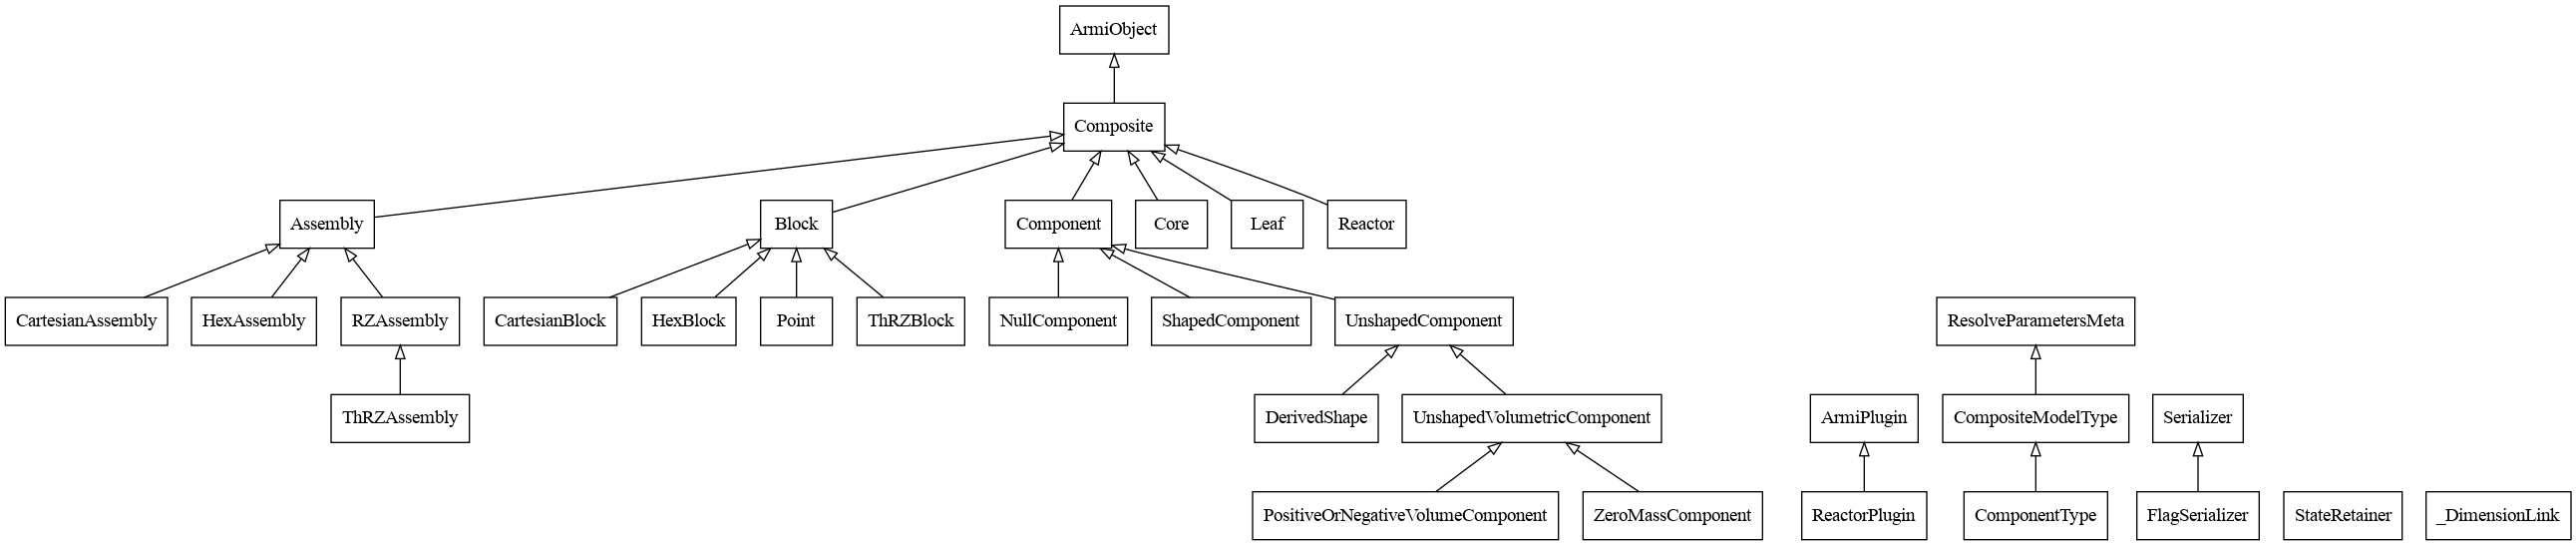 ArmiObject
Composite
Assembly
Block
Component
Core
Leaf
Reactor
CartesianAssembly
HexAssembly
RZAssembly
CartesianBlock
HexBlock
Point
ThRZBlock
NullComponent
ShapedComponent
UnshapedComponent
ResolveParametersMeta
ThRZAssembly
DerivedShape
UnshapedVolumetricComponent
ArmiPlugin
CompositeModelType
Serializer
PositiveOrNegativeVolumeComponent
ZeroMassComponent
ReactorPlugin
ComponentType
FlagSerializer
StateRetainer
_DimensionLink